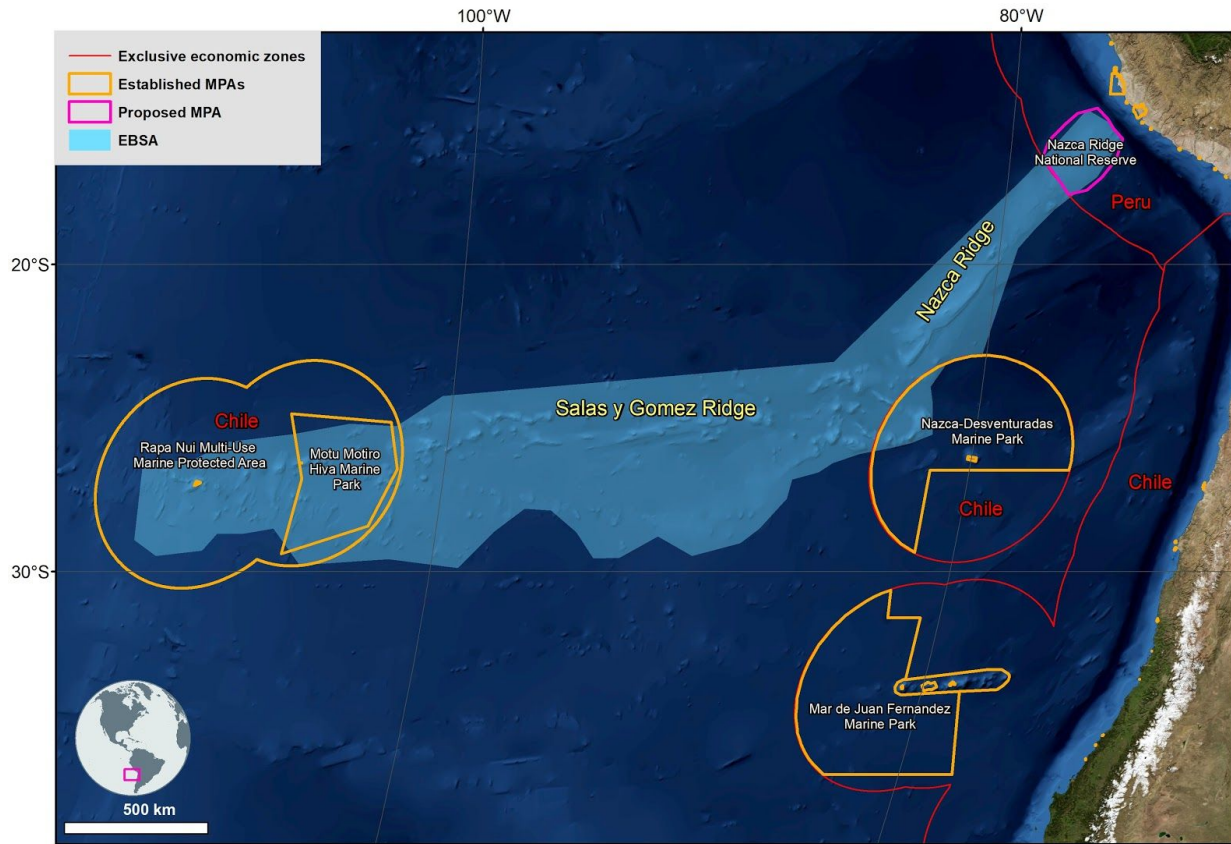 100°W
80°W
Exclusive economic zones
Established MPAs
Proposed MPA
EBSA
Nazca Ridge
National Reserve
Peru
20°S
Nazca Ridge
Salas y Gomez Ridge
Chile
Rapa Nui Multi-Use
Marine Protected Area
Motu Motiro
Hiva Marine
Park
Nazca-Desventuradas
Marine Park
Chile
Chile
30°S
Mar de Juan Fernandez
Marine Park
500 km